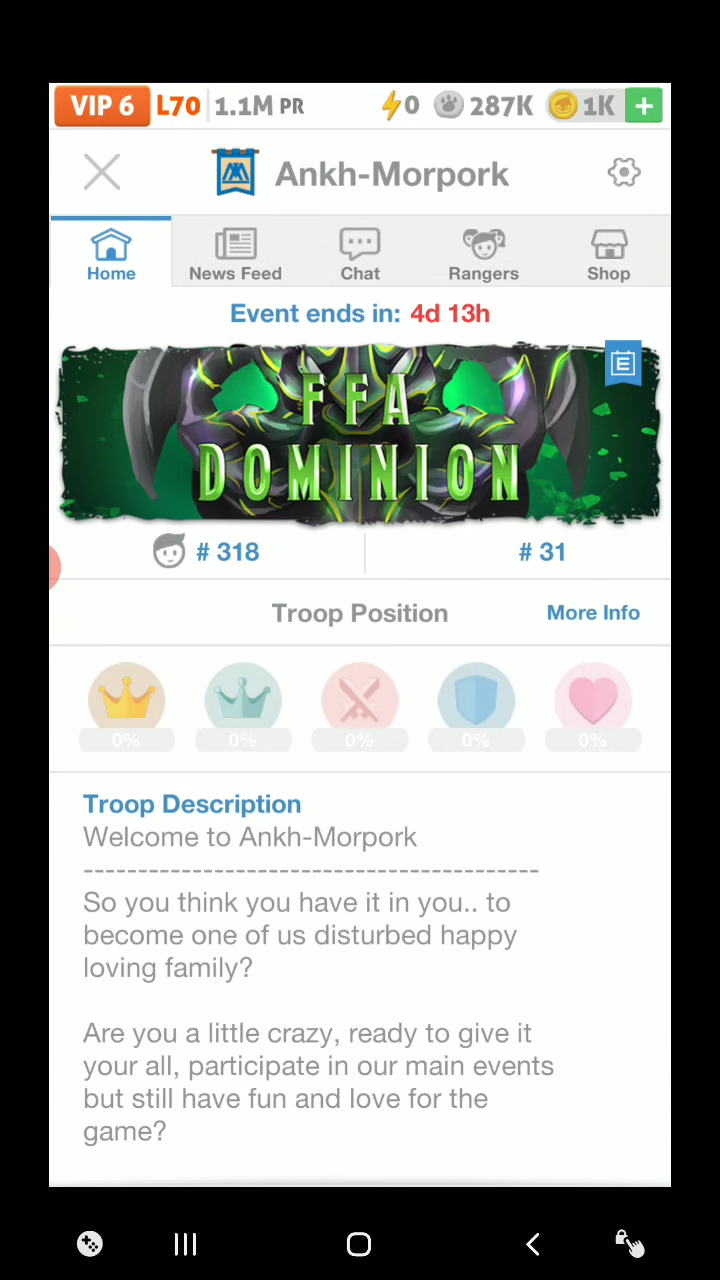 VIP 6 L70 1.1M PR 0 287K 1K +
Ankh-Morpork
Home News Feed Chat Rangers Shop
Event ends in: 4d 13h
E
FFA
DOMINION
# 318 # 31
Troop Position More Info
0% 0% 0% 0% 0%
Troop Description
Welcome to Ankh-Morpork
-----------------------------------------
So you think you have it in you.. to
become one of us disturbed happy
loving family?
Are you a little crazy, ready to give it
your all, participate in our main events
but still have fun and love for the
game?